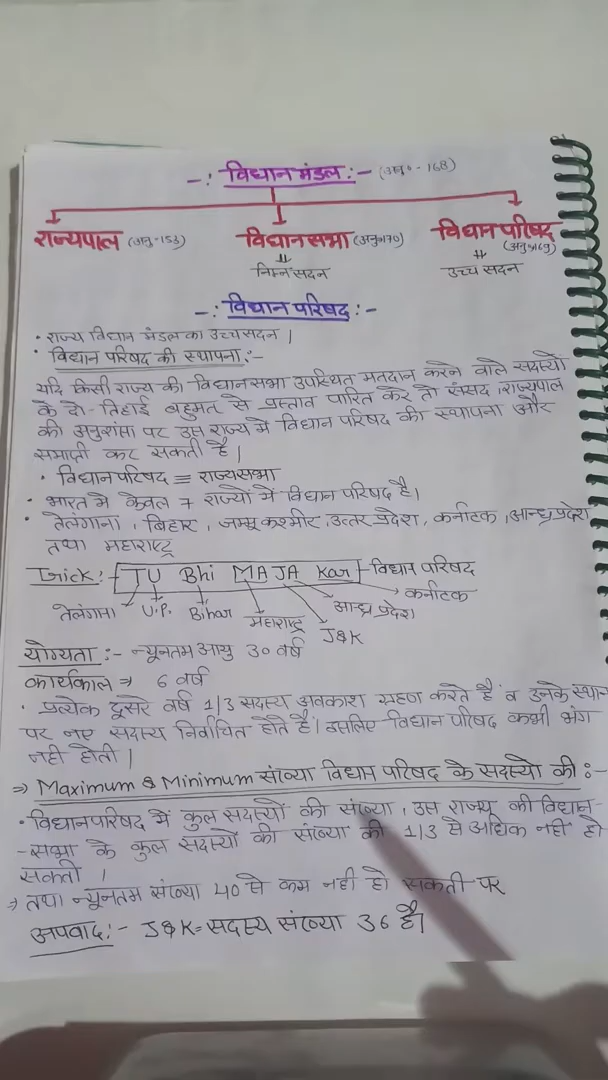 -: विधान मंडल :- (अनु० - 168)
राज्यपाल (अनु-153) विधान सभा (अनु०170) विधान परिषद (अनु०169)
निम्न सदन उच्च सदन
-: विधान परिषद :-
• राज्य विधान मंडल का उच्च सदन।
• विधान परिषद की स्थापना :-
यदि किसी राज्य की विधानसभा उपस्थित मतदान करने वाले सदस्यो
के दो-तिहाई बहुमत से प्रस्ताव पारित कर दे तो संसद, राज्यपाल
की अनुशंसा पर उस राज्य मे विधान परिषद की स्थापना और
समाप्ती कर सकती है।
• विधान परिषद ≡ राज्यसभा
• भारत मे केवल 7 राज्यों में विधान परिषद है।
• तेलंगाना, बिहार, जम्मू कश्मीर, उत्तर प्रदेश, कर्नाटक, आन्ध्र प्रदेश
तथा महाराष्ट्र
Trick:- TU Bhi MAJA Kar - विधान परिषद
तेलंगाना U.P. Bihar महाराष्ट्र J&K आन्ध्र प्रदेश कर्नाटक
योग्यता :- न्यूनतम आयु 30 वर्ष
कार्यकाल ⇒ 6 वर्ष
• प्रत्येक दूसरे वर्ष 1/3 सदस्य अवकाश ग्रहण करते है व उनके स्थान
पर नए सदस्य निर्वाचित होते है। इसलिए विधान परिषद कभी भंग
नही होती।
⇒ Maximum & Minimum संख्या विधान परिषद के सदस्यो की :-
• विधानपरिषद में कुल सदस्यों की संख्या, उस राज्य की विधान-
-सभा के कुल सदस्यों की संख्या की 1/3 से अधिक नही हो
सकती।
⇒ तथा न्यूनतम संख्या 40 से कम नही हो सकती पर
अपवाद :- J&K = सदस्य संख्या 36 है।